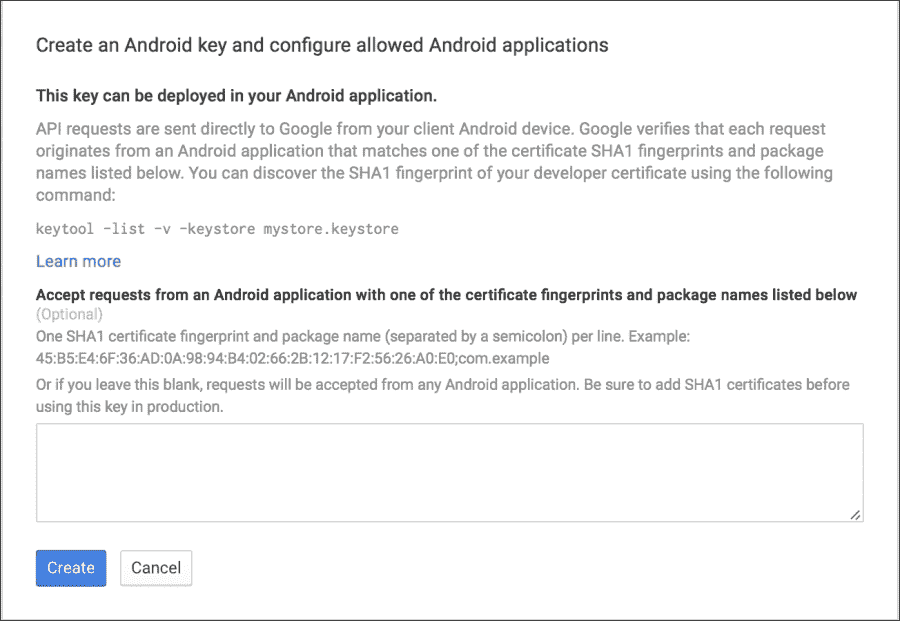 Create an Android key and configure allowed Android applications
This key can be deployed in your Android application.
API requests are sent directly to Google from your client Android device. Google verifies that each request
originates from an Android application that matches one of the certificate SHA1 fingerprints and package
names listed below. You can discover the SHA1 fingerprint of your developer certificate using the following
command:
keytool -list -v -keystore mystore.keystore
Learn more
Accept requests from an Android application with one of the certificate fingerprints and package names listed below
(Optional)
One SHA1 certificate fingerprint and package name (separated by a semicolon) per line. Example:
45:B5:E4:6F:36:AD:0A:98:94:B4:02:66:2B:12:17:F2:56:26:A0:E0;com.example
Or if you leave this blank, requests will be accepted from any Android application. Be sure to add SHA1 certificates before
using this key in production.
Create
Cancel